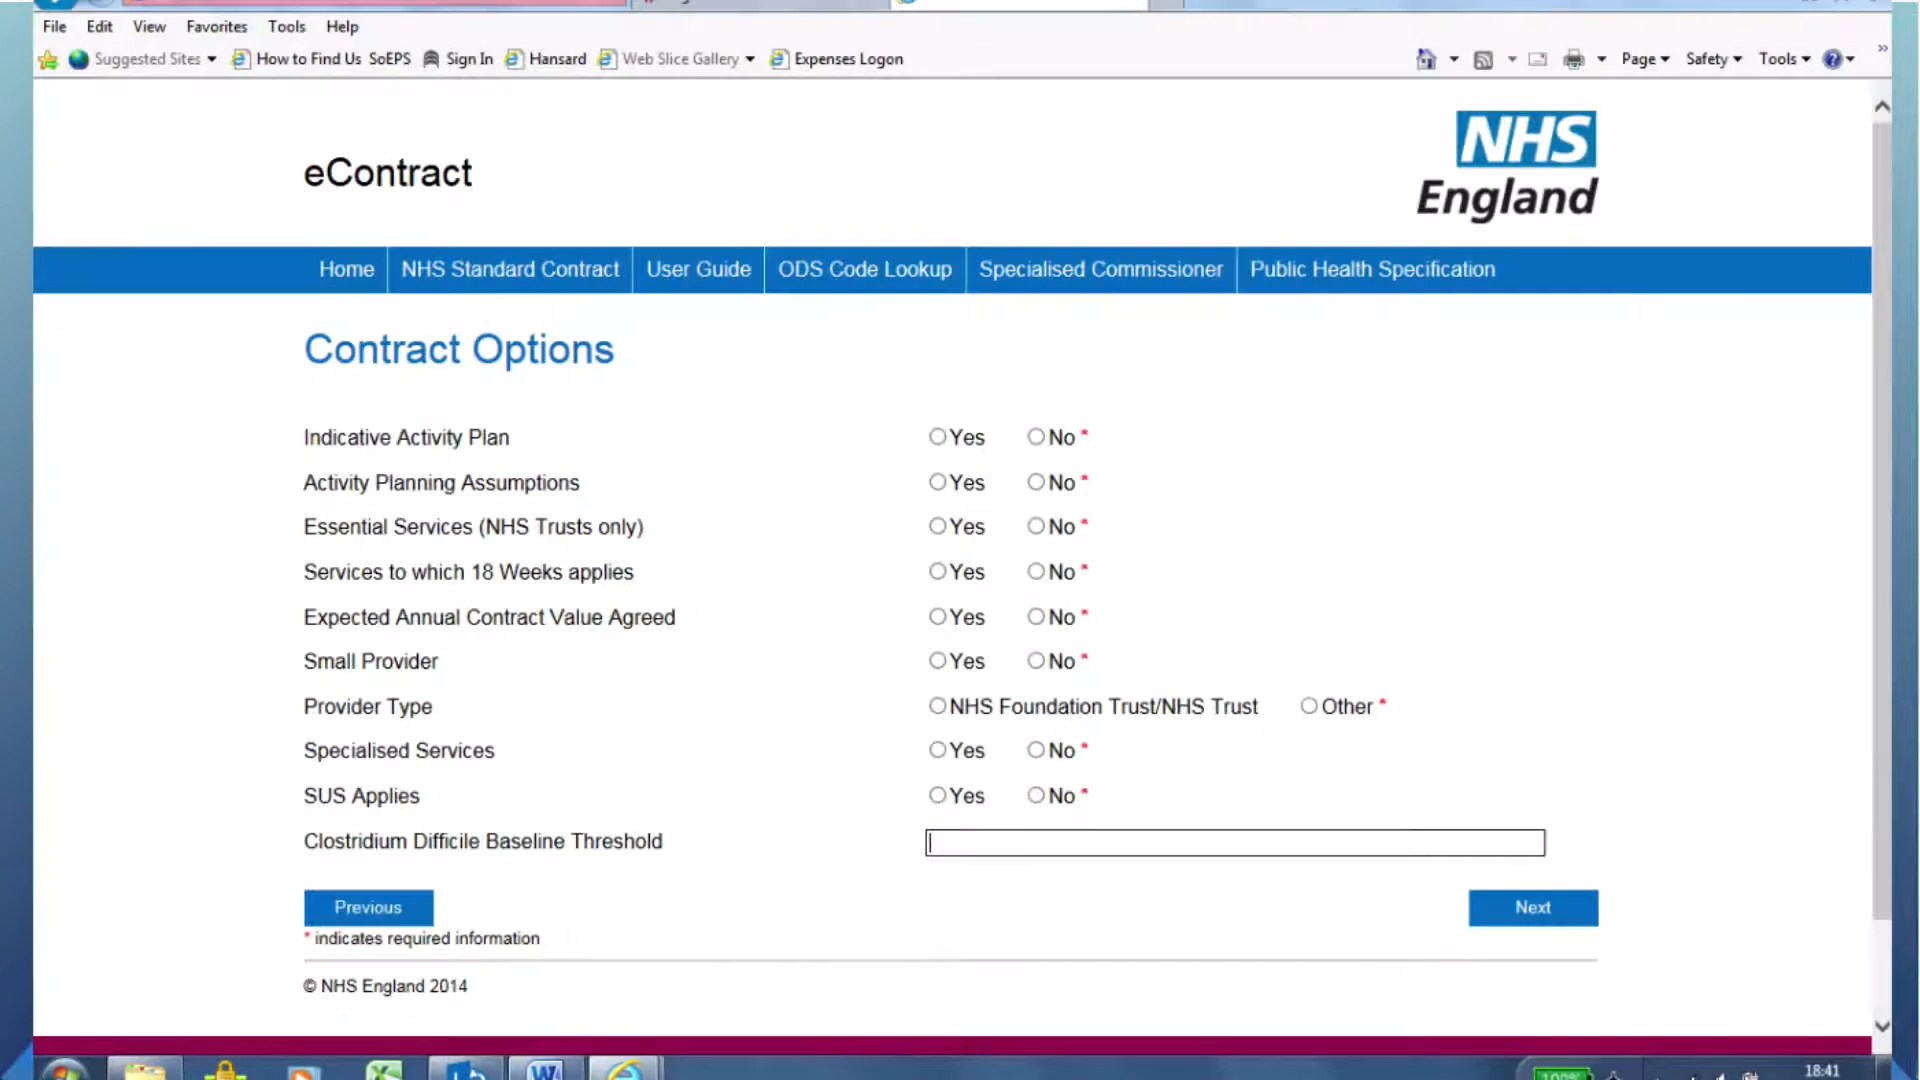 File Edit View Favorites Tools Help
Suggested Sites How to Find Us SoEPS Sign In Hansard Web Slice Gallery Expenses Logon Page Safety Tools
NHS
England
eContract
Home NHS Standard Contract User Guide ODS Code Lookup Specialised Commissioner Public Health Specification
Contract Options
Indicative Activity Plan Yes No *
Activity Planning Assumptions Yes No *
Essential Services (NHS Trusts only) Yes No *
Services to which 18 Weeks applies Yes No *
Expected Annual Contract Value Agreed Yes No *
Small Provider Yes No *
Provider Type NHS Foundation Trust/NHS Trust Other *
Specialised Services Yes No *
SUS Applies Yes No *
Clostridium Difficile Baseline Threshold
Previous Next
* indicates required information
© NHS England 2014
100% 18:41